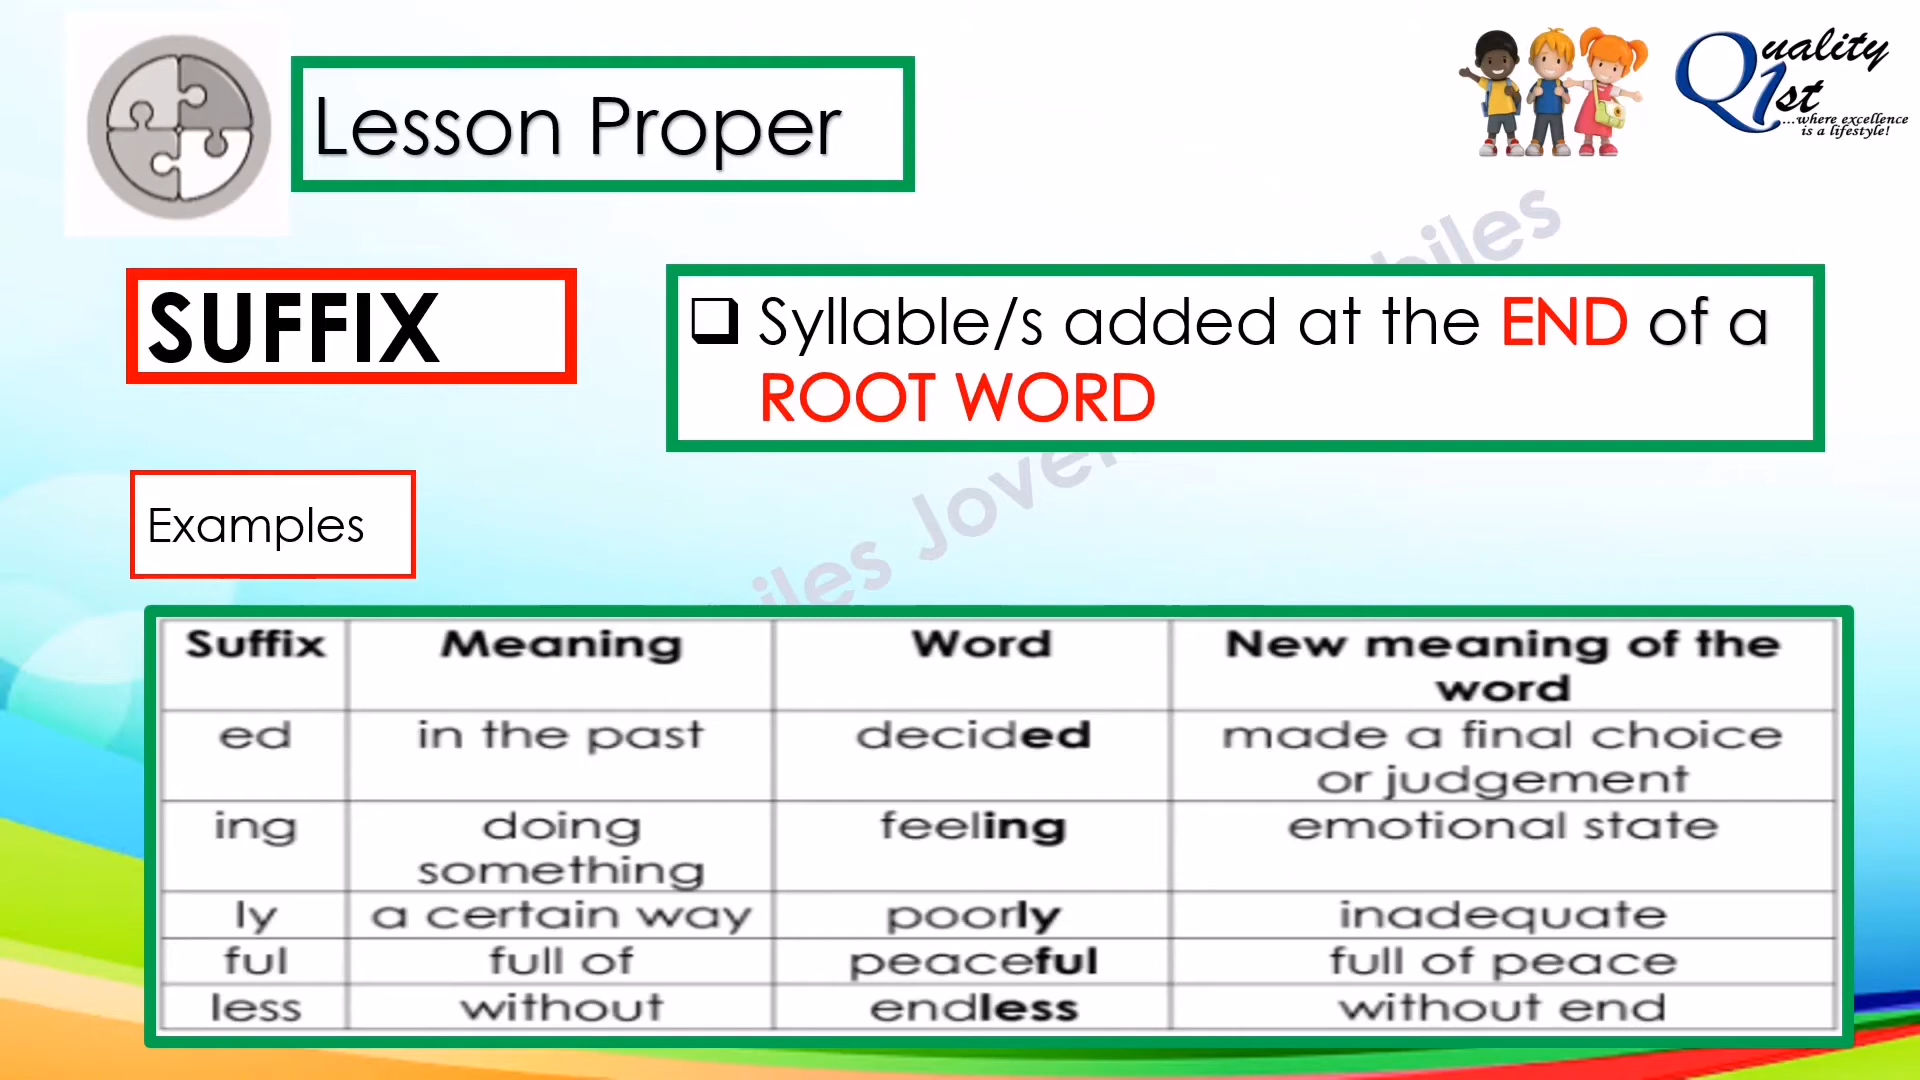 Lesson Proper
Quality
1st
...where excellence
is a lifestyle!
SUFFIX
❑ Syllable/s added at the END of a
ROOT WORD
Examples
Suffix Meaning Word New meaning of the
word
ed in the past decided made a final choice
or judgement
ing doing feeling emotional state
something
ly a certain way poorly inadequate
ful full of peaceful full of peace
less without endless without end